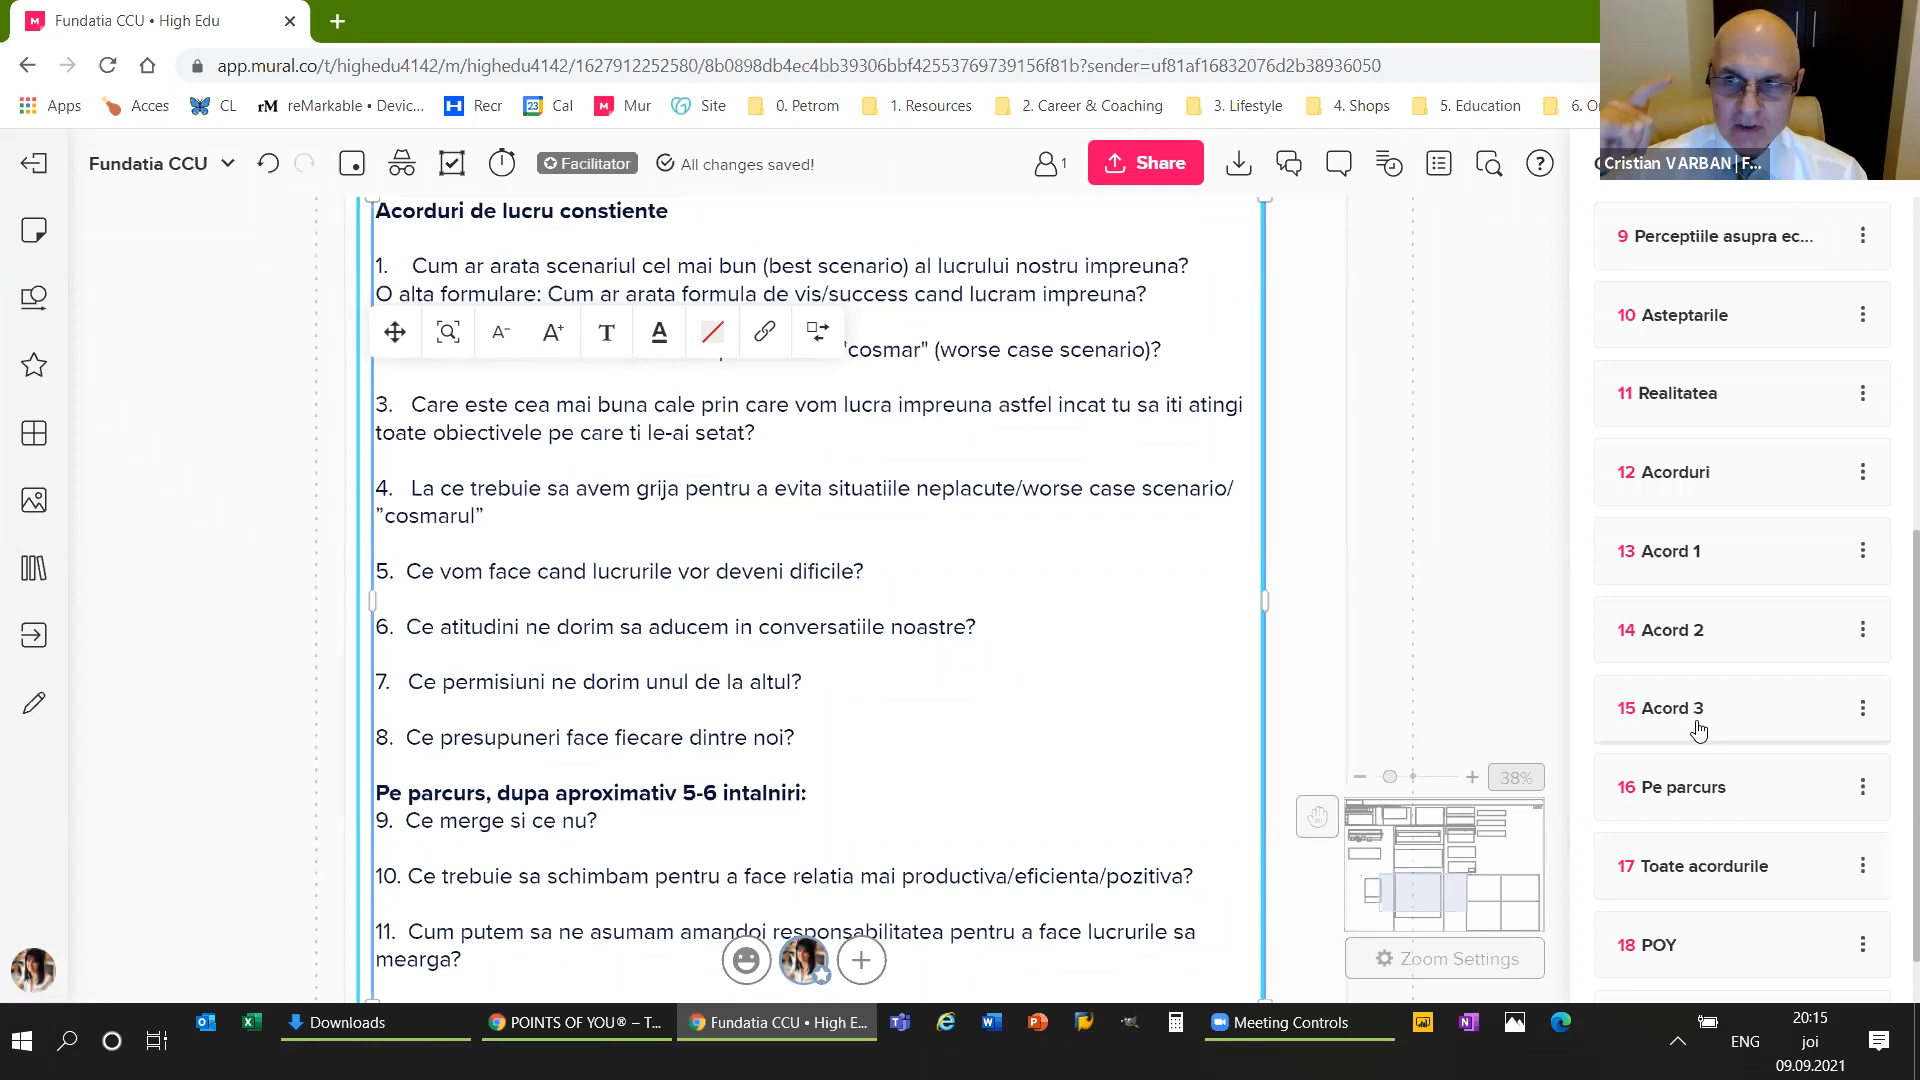 Fundatia CCU • High Edu
app.mural.co/t/highedu4142/m/highedu4142/1627912252580/8b0898db4ec4bb39306bbf42553769739156f81b?sender=uf81af16832076d2b38936050
Apps
Acces
CL
reMarkable • Devic...
Recr
Cal
Mur
Site
0. Petrom
1. Resources
2. Career & Coaching
3. Lifestyle
4. Shops
5. Education
Cristian VARBAN | F...
Fundatia CCU
Facilitator
All changes saved!
1
Share
Acorduri de lucru constiente
1. Cum ar arata scenariul cel mai bun (best scenario) al lucrului nostru impreuna?
O alta formulare: Cum ar arata formula de vis/success cand lucram impreuna?
"cosmar" (worse case scenario)?
3. Care este cea mai buna cale prin care vom lucra impreuna astfel incat tu sa iti atingi
toate obiectivele pe care ti le-ai setat?
4. La ce trebuie sa avem grija pentru a evita situatiile neplacute/worse case scenario/
”cosmarul”
5. Ce vom face cand lucrurile vor deveni dificile?
6. Ce atitudini ne dorim sa aducem in conversatiile noastre?
7. Ce permisiuni ne dorim unul de la altul?
8. Ce presupuneri face fiecare dintre noi?
Pe parcurs, dupa aproximativ 5-6 intalniri:
9. Ce merge si ce nu?
10. Ce trebuie sa schimbam pentru a face relatia mai productiva/eficienta/pozitiva?
11. Cum putem sa ne asumam amandoi responsabilitatea pentru a face lucrurile sa
mearga?
9 Perceptiile asupra ec...
10 Asteptarile
11 Realitatea
12 Acorduri
13 Acord 1
14 Acord 2
15 Acord 3
16 Pe parcurs
17 Toate acordurile
18 POY
38%
Zoom Settings
Downloads
POINTS OF YOU® – T...
Fundatia CCU • High E...
Meeting Controls
ENG
20:15
joi
09.09.2021